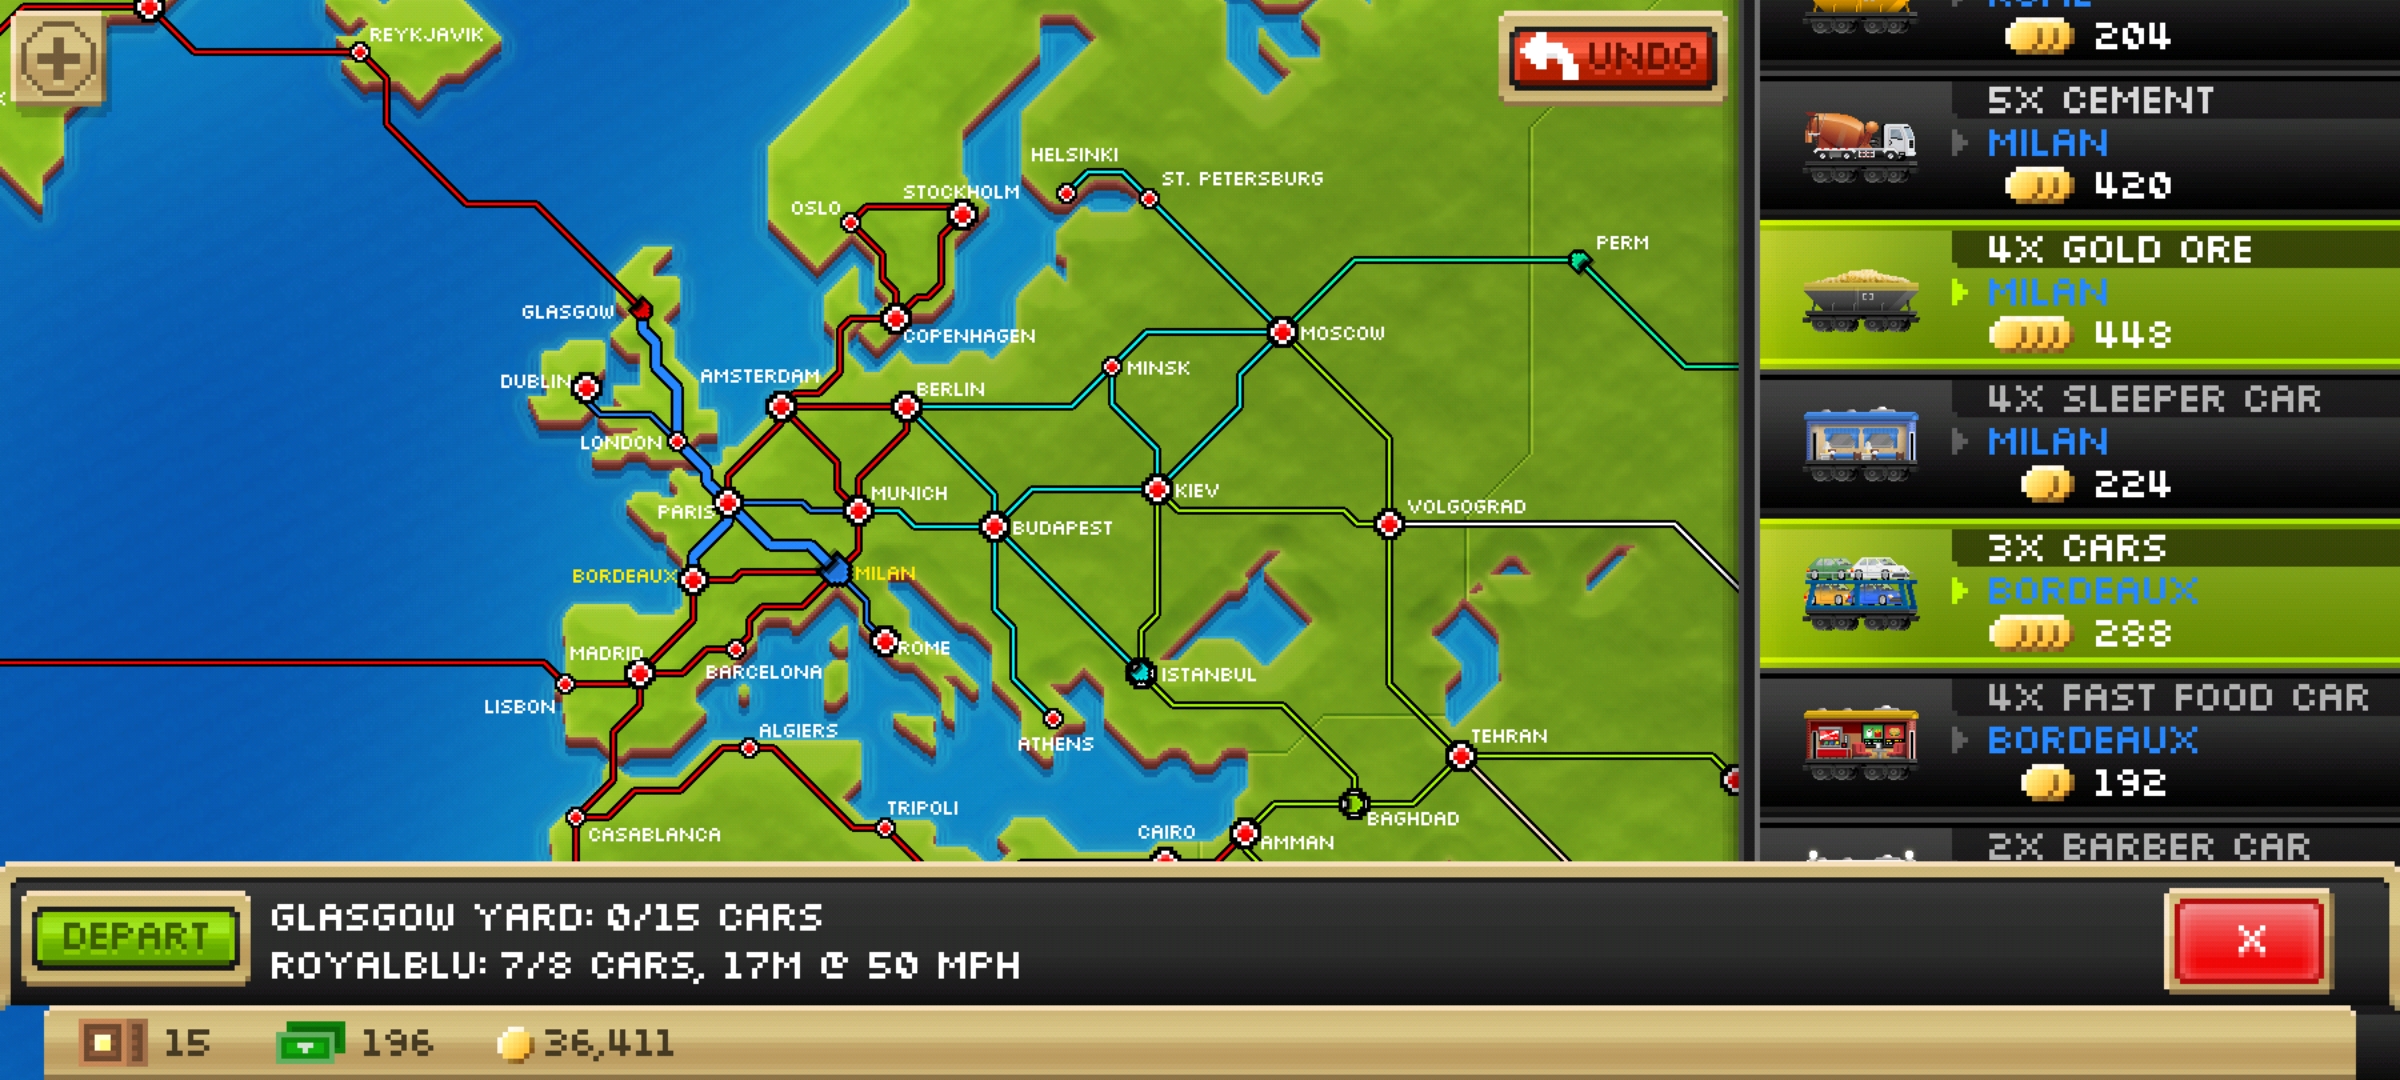 REYKJAVIK
UNDO
HELSINKI
ST. PETERSBURG
STOCKHOLM
OSLO
PERM
GLASGOW
COPENHAGEN
MOSCOW
MINSK
AMSTERDAM
DUBLIN
BERLIN
LONDON
MUNICH
KIEV
PARIS
VOLGOGRAD
BUDAPEST
BORDEAUX
MILAN
MADRID
ROME
BARCELONA
ISTANBUL
LISBON
ALGIERS
ATHENS
TEHRAN
TRIPOLI
BAGHDAD
CASABLANCA
CAIRO
AMMAN
ROME
204
5X CEMENT
MILAN
420
4X GOLD ORE
MILAN
448
4X SLEEPER CAR
MILAN
224
3X CARS
BORDEAUX
288
4X FAST FOOD CAR
BORDEAUX
192
2X BARBER CAR
DEPART
GLASGOW YARD: 0/15 CARS
ROYALBLU: 7/8 CARS, 17M @ 50 MPH
X
15
196
36,411